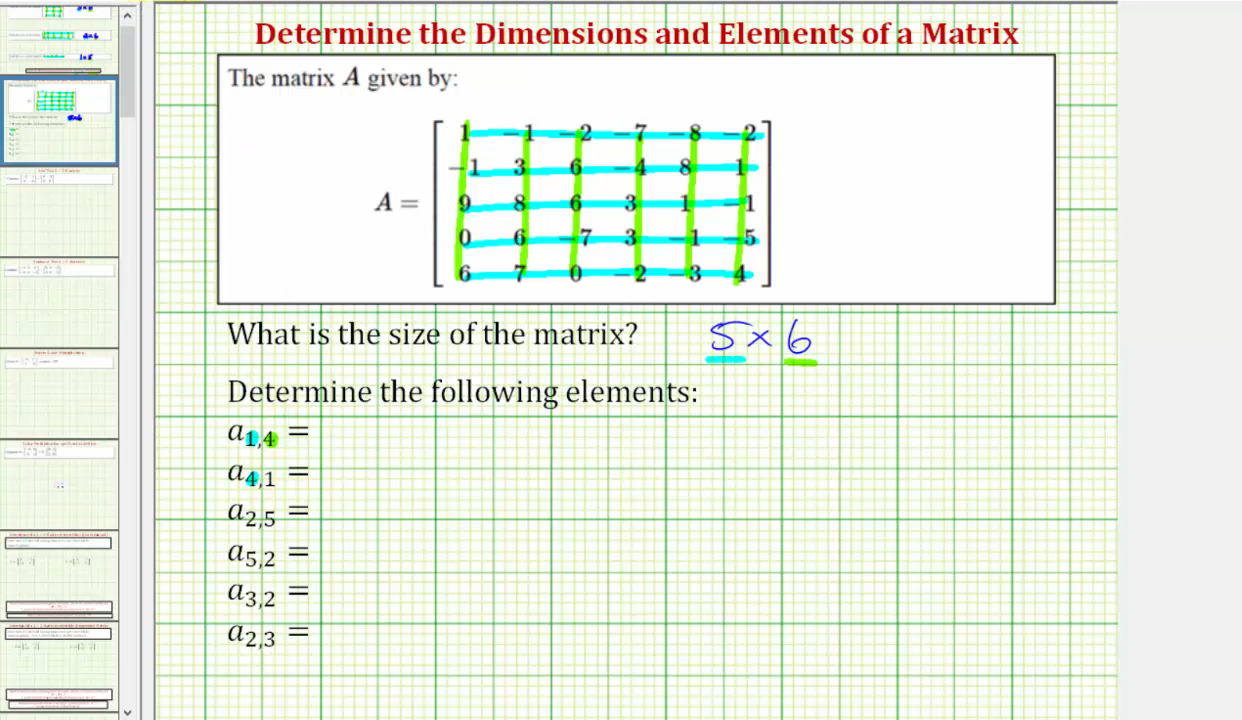 Determine the Dimensions and Elements of a Matrix
The matrix A given by:
1 −1 −2 −7 −8 −2
−1 3 6 −4 8 1
A = 9 8 6 3 1 −1
0 6 −7 3 −1 −5
6 7 0 −2 −3 4
What is the size of the matrix? 5 × 6
Determine the following elements:
a1,4 =
a4,1 =
a2,5 =
a5,2 =
a3,2 =
a2,3 =